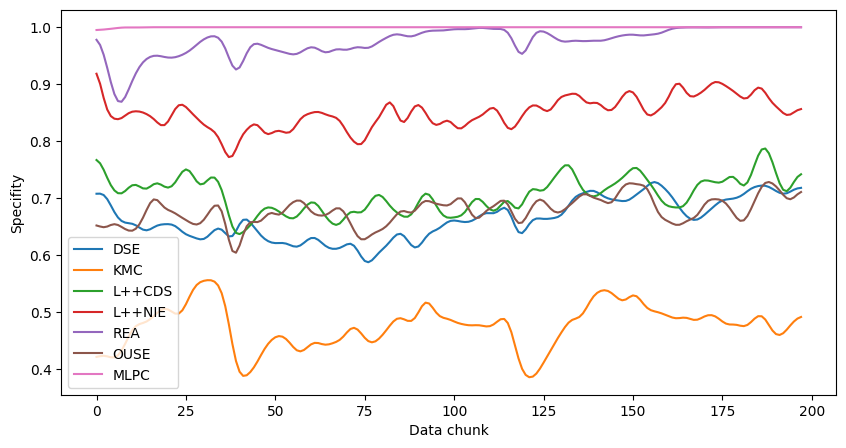 1.0
0.9
0.8
0.7
0.6
0.5
0.4
Specifity
DSE
KMC
L++CDS
L++NIE
REA
OUSE
MLPC
0 25 50 75 100 125 150 175 200
Data chunk